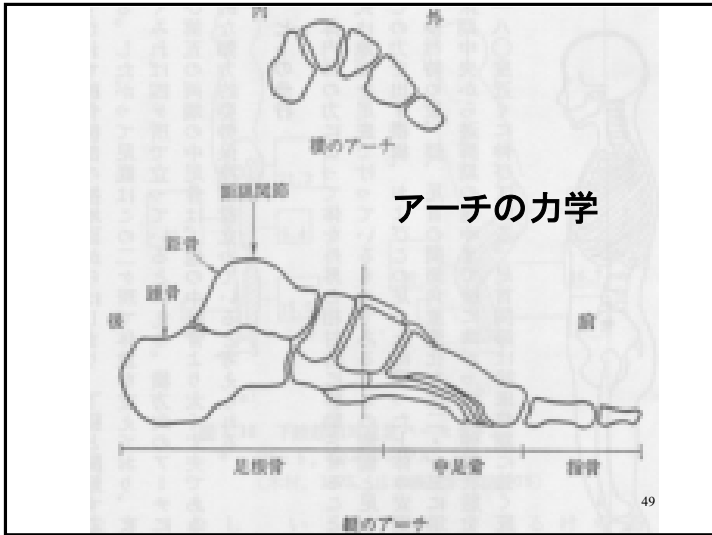 内 外
横のアーチ
アーチの力学
距腿関節
距骨
踵骨
後 前
足根骨 中足骨 指骨
49
縦のアーチ